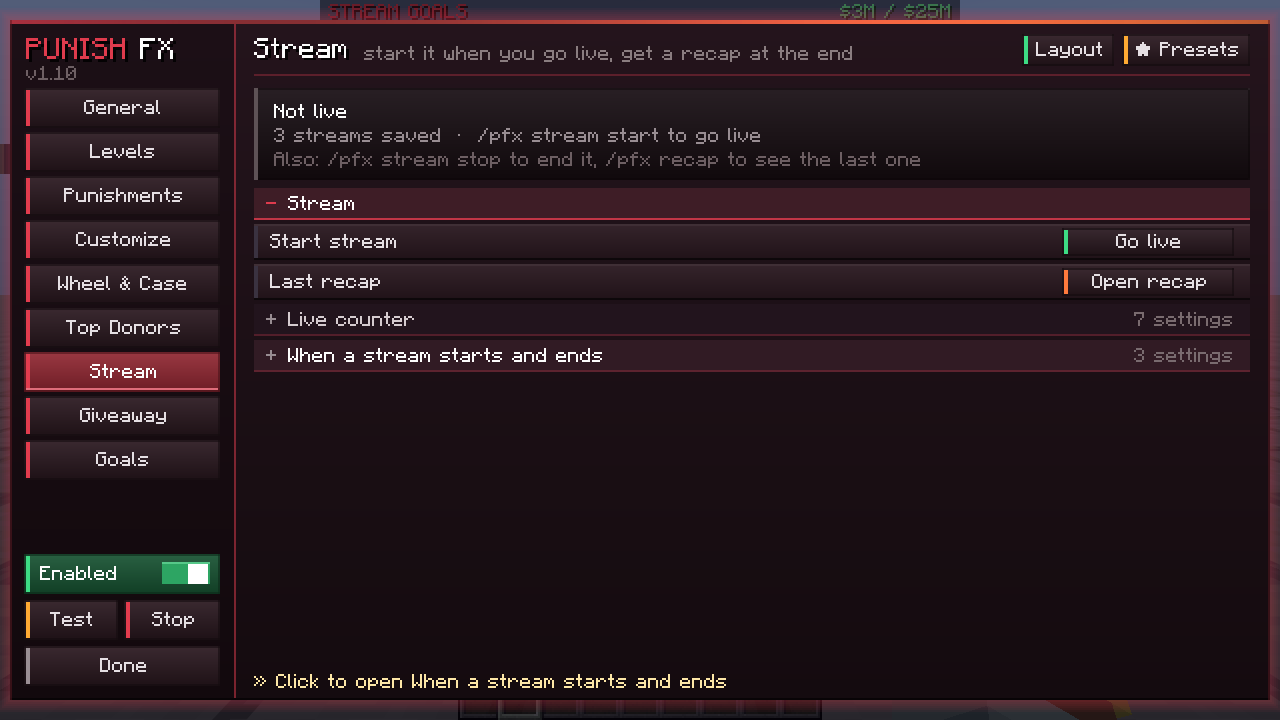 STREAM GOALS $3M / $25M
PUNISH FX
v1.10
Stream start it when you go live, get a recap at the end
Layout
Presets
General
Levels
Punishments
Customize
Wheel & Case
Top Donors
Stream
Giveaway
Goals
Enabled
Test
Stop
Done
Not live
3 streams saved · /pfx stream start to go live
Also: /pfx stream stop to end it, /pfx recap to see the last one
− Stream
Start stream Go live
Last recap Open recap
+ Live counter 7 settings
+ When a stream starts and ends 3 settings
» Click to open When a stream starts and ends